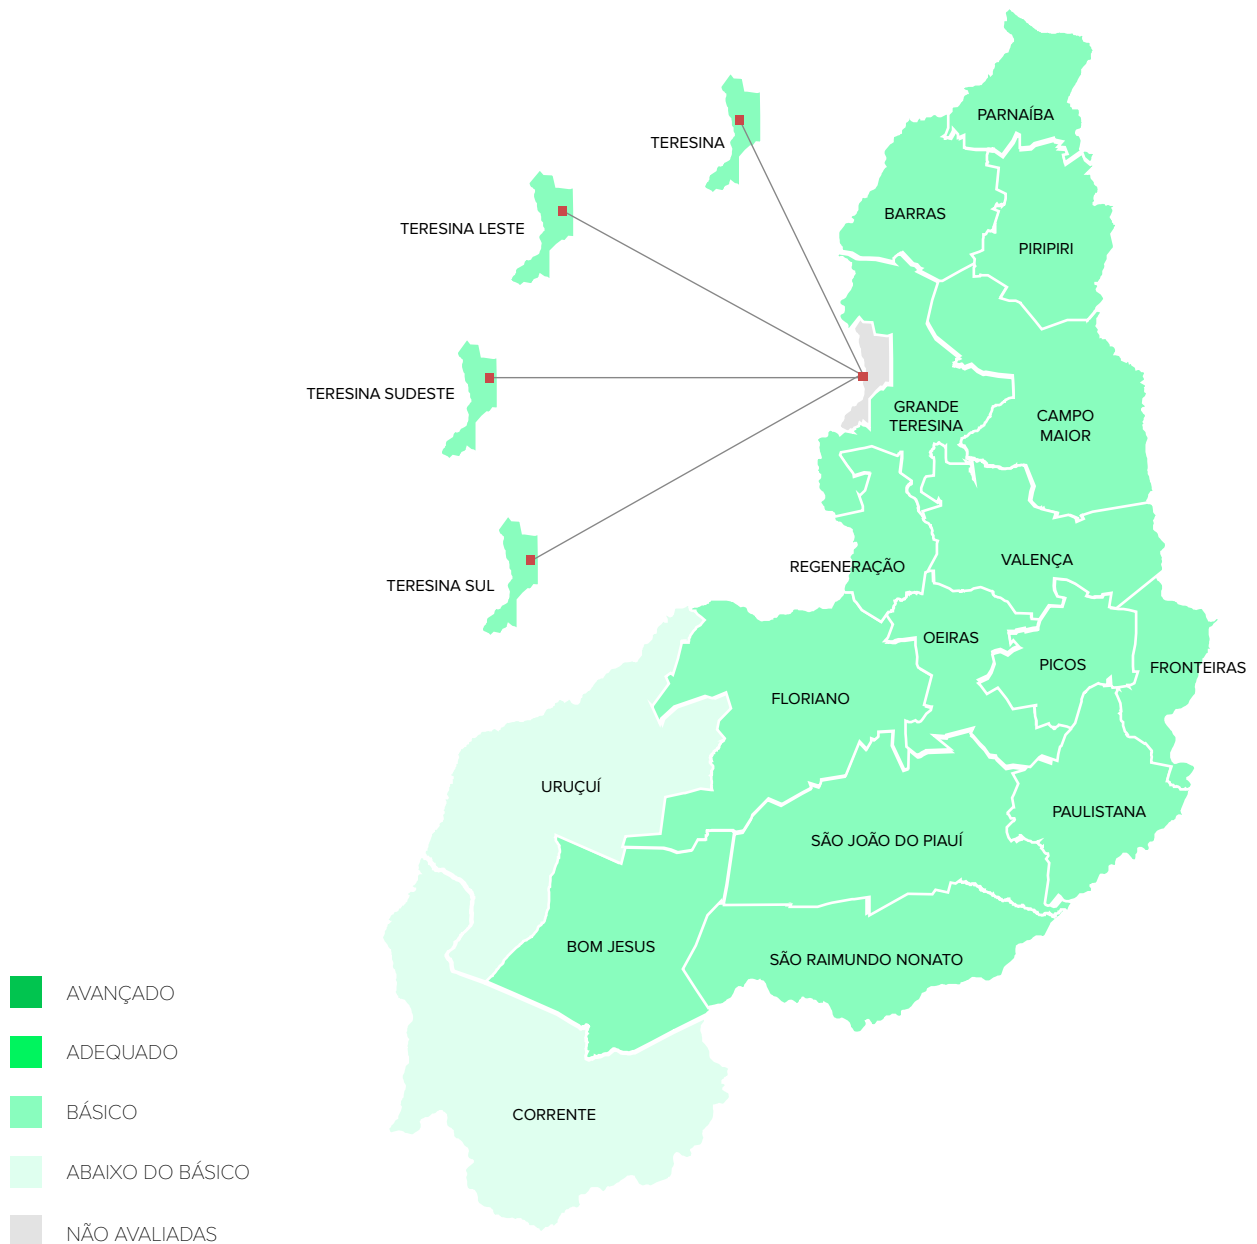 PARNAÍBA
TERESINA
BARRAS
TERESINA LESTE
PIRIPIRI
TERESINA SUDESTE
GRANDE
TERESINA
CAMPO
MAIOR
VALENÇA
REGENERAÇÃO
TERESINA SUL
OEIRAS
PICOS
FRONTEIRAS
FLORIANO
URUÇUÍ
PAULISTANA
SÃO JOÃO DO PIAUÍ
BOM JESUS
SÃO RAIMUNDO NONATO
CORRENTE
AVANÇADO
ADEQUADO
BÁSICO
ABAIXO DO BÁSICO
NÃO AVALIADAS